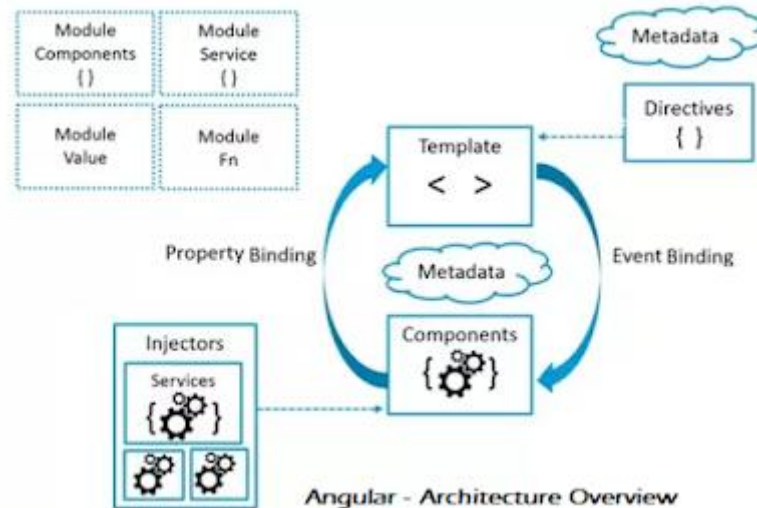 Module
Components
{ }
Module
Service
{ }
Module
Value
Module
Fn
Metadata
Directives
{ }
Template
< >
Property Binding
Metadata
Event Binding
Injectors
Services
{ }
Components
{ }
Angular - Architecture Overview